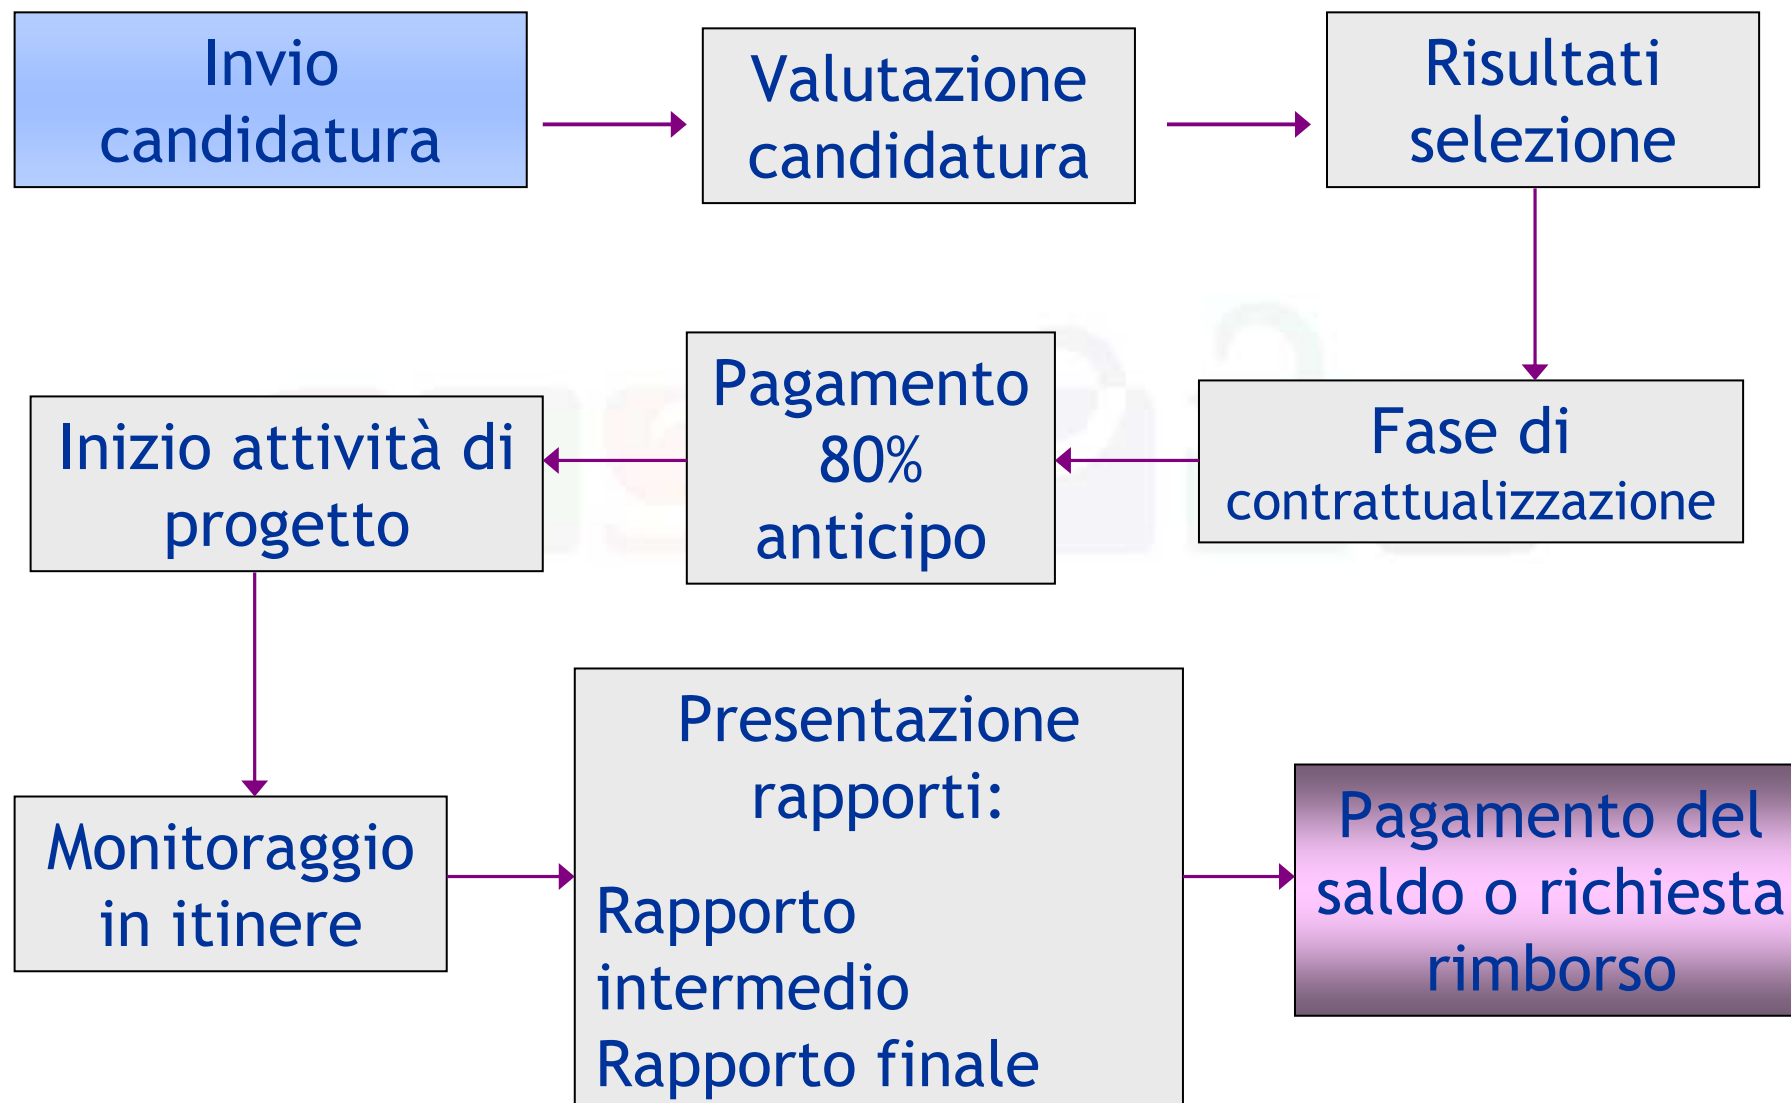 Invio
candidatura
Valutazione
candidatura
Risultati
selezione
Fase di
contrattualizzazione
Pagamento
80%
anticipo
Inizio attività di
progetto
Monitoraggio
in itinere
Presentazione
rapporti:
Rapporto
intermedio
Rapporto finale
Pagamento del
saldo o richiesta
rimborso